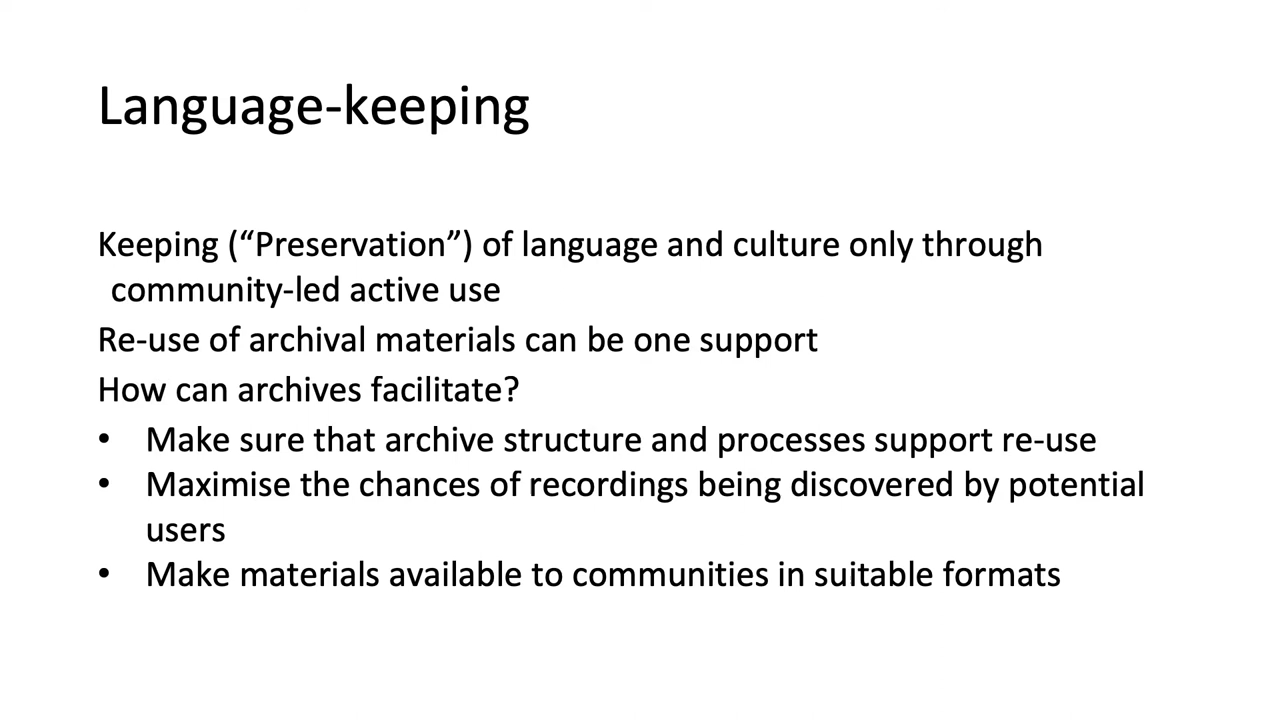 Language-keeping
Keeping (“Preservation”) of language and culture only through
community-led active use
Re-use of archival materials can be one support
How can archives facilitate?
• Make sure that archive structure and processes support re-use
• Maximise the chances of recordings being discovered by potential
users
• Make materials available to communities in suitable formats